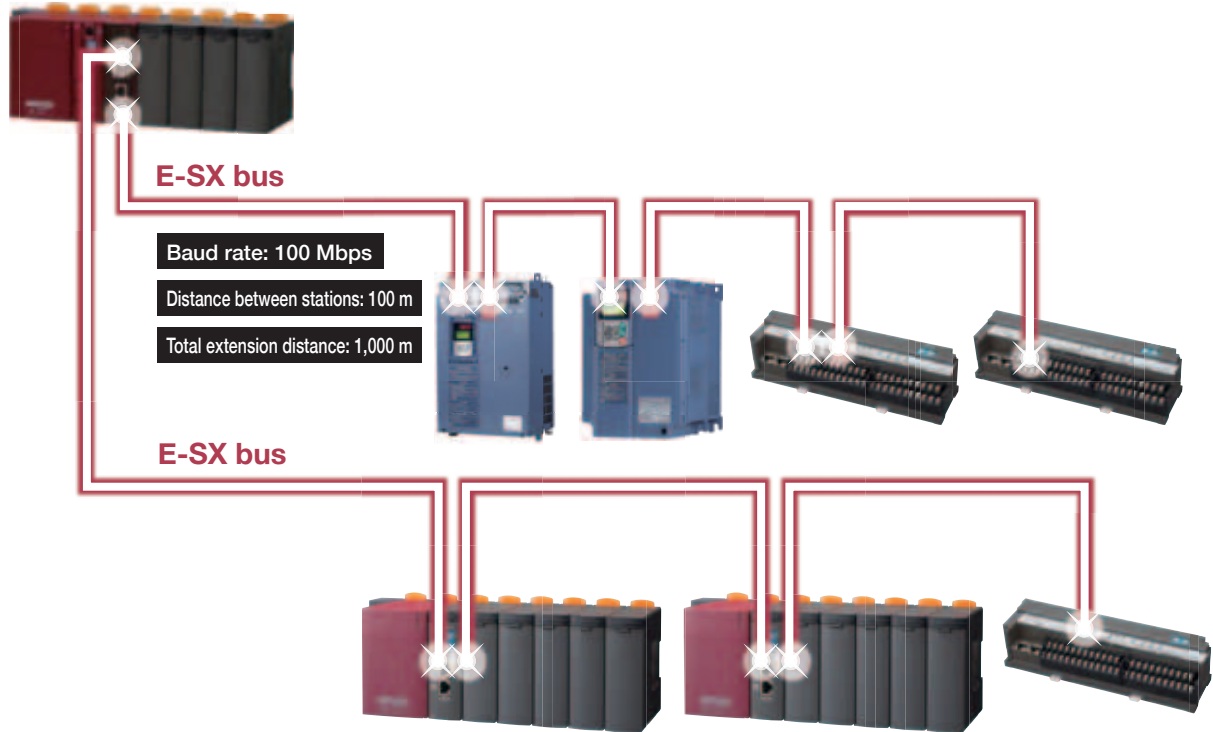 E-SX bus
Baud rate: 100 Mbps
Distance between stations: 100 m
Total extension distance: 1,000 m
E-SX bus